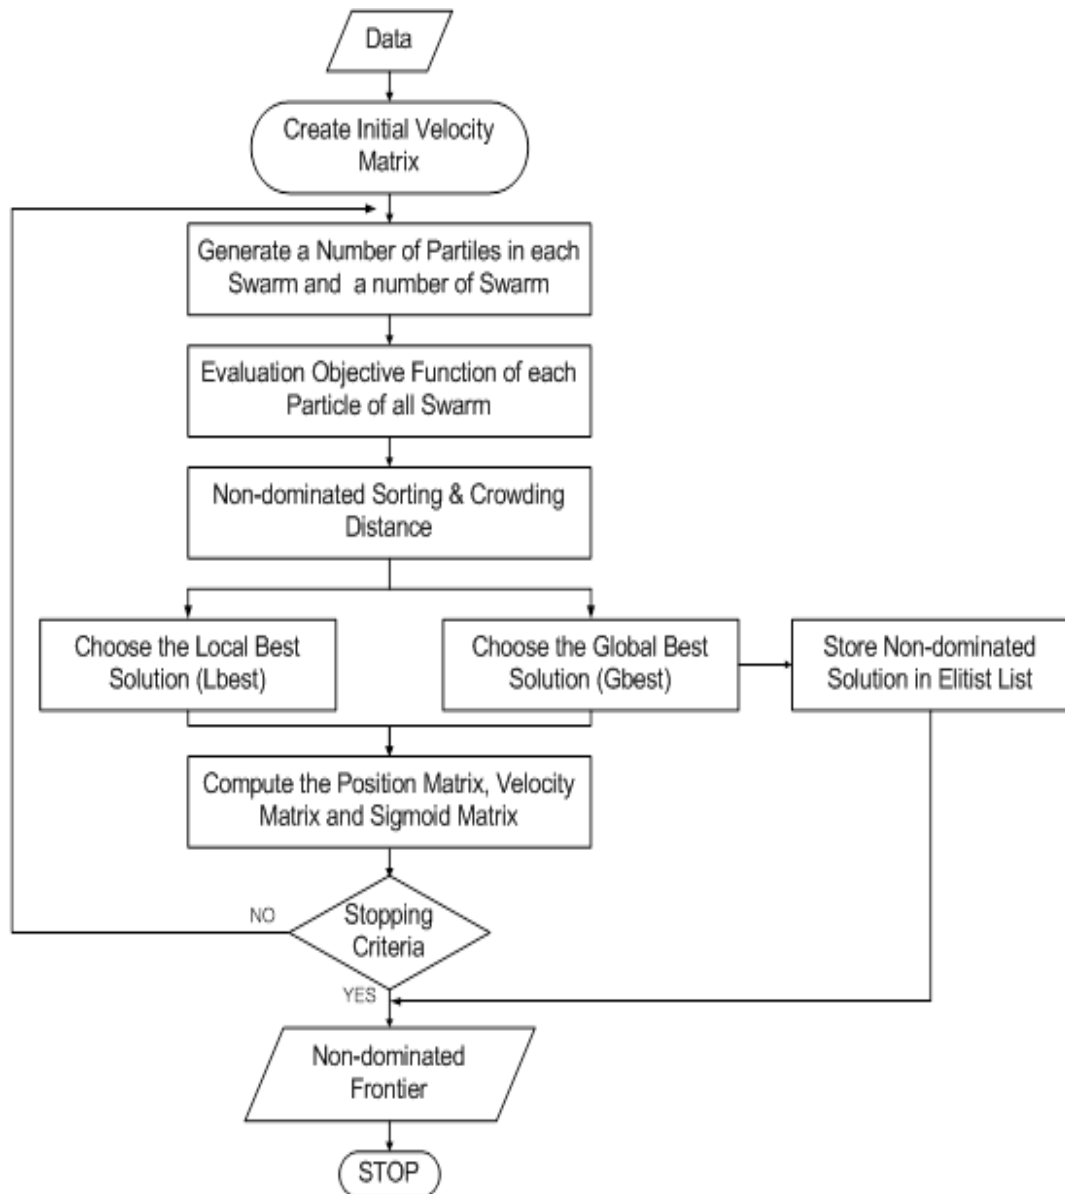 Data
Create Initial Velocity
Matrix
Generate a Number of Partiles in each
Swarm and a number of Swarm
Evaluation Objective Function of each
Particle of all Swarm
Non-dominated Sorting & Crowding
Distance
Choose the Local Best
Solution (Lbest)
Choose the Global Best
Solution (Gbest)
Store Non-dominated
Solution in Elitist List
Compute the Position Matrix, Velocity
Matrix and Sigmoid Matrix
NO
Stopping
Criteria
YES
Non-dominated
Frontier
STOP